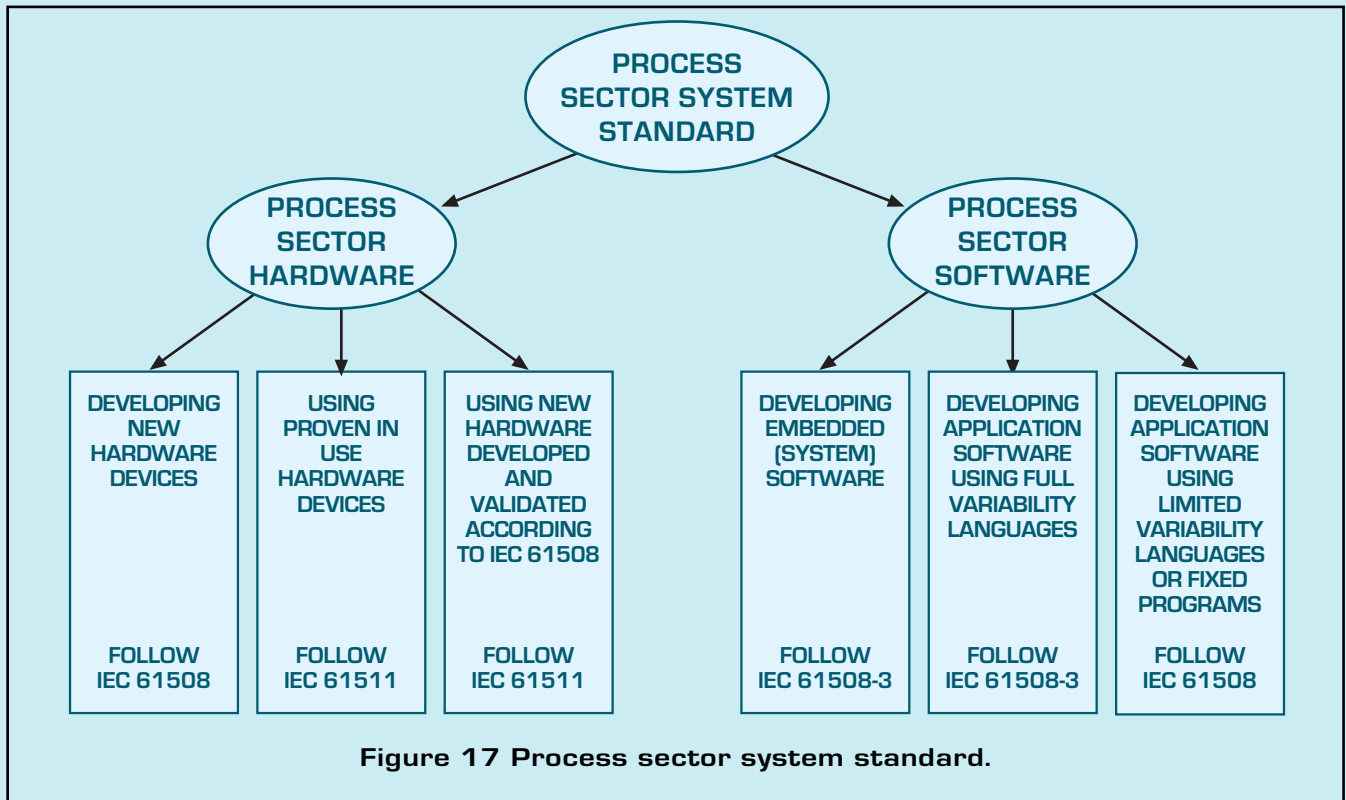 PROCESS
SECTOR SYSTEM
STANDARD
PROCESS
SECTOR
HARDWARE
PROCESS
SECTOR
SOFTWARE
DEVELOPING
NEW
HARDWARE
DEVICES
FOLLOW
IEC 61508
USING
PROVEN IN
USE
HARDWARE
DEVICES
FOLLOW
IEC 61511
USING NEW
HARDWARE
DEVELOPED
AND
VALIDATED
ACCORDING
TO IEC 61508
FOLLOW
IEC 61511
DEVELOPING
EMBEDDED
(SYSTEM)
SOFTWARE
FOLLOW
IEC 61508-3
DEVELOPING
APPLICATION
SOFTWARE
USING FULL
VARIABILITY
LANGUAGES
FOLLOW
IEC 61508-3
DEVELOPING
APPLICATION
SOFTWARE
USING
LIMITED
VARIABILITY
LANGUAGES
OR FIXED
PROGRAMS
FOLLOW
IEC 61508
Figure 17 Process sector system standard.